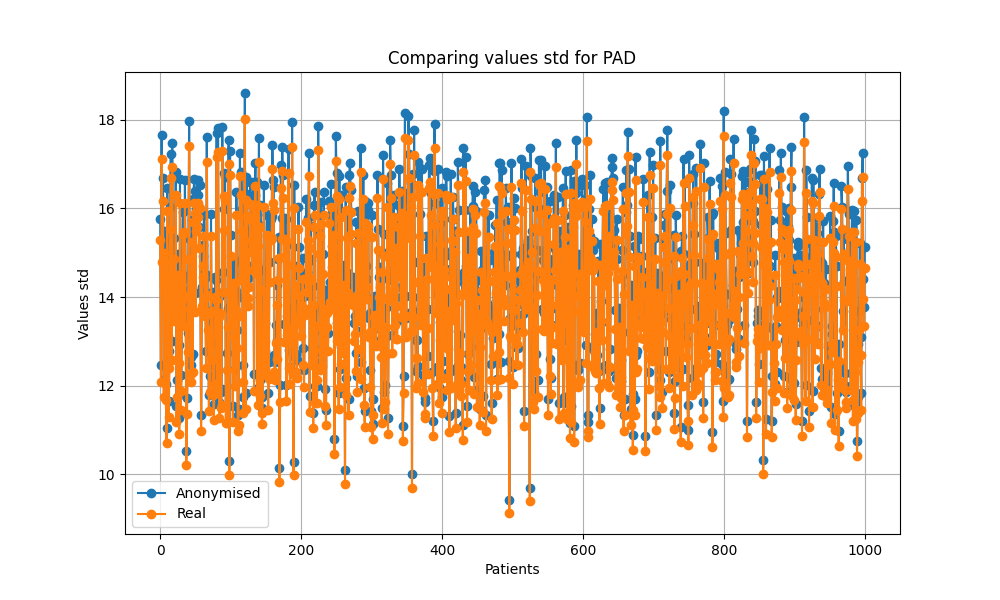 Comparing values std for PAD
Values std
18
16
14
12
10
Anonymised
Real
0
200
400
600
800
1000
Patients